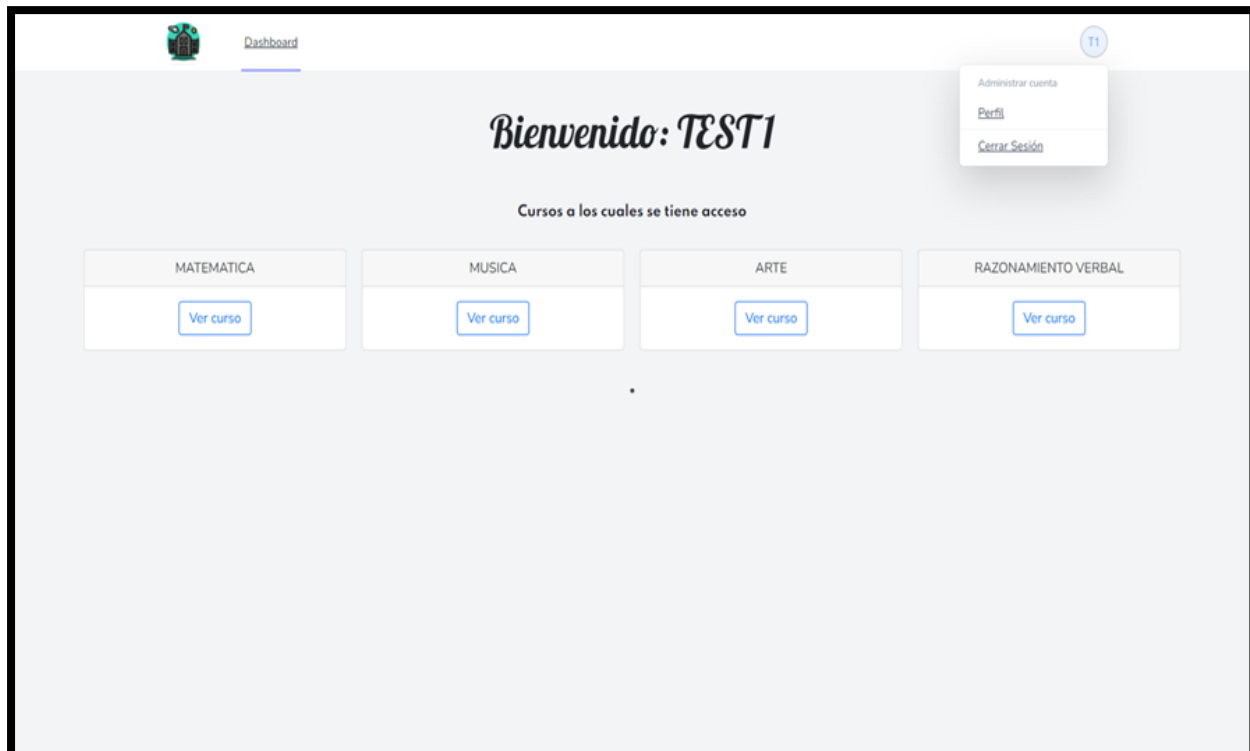 Dashboard
T1
Administrar cuenta
Perfil
Cerrar Sesión
Bienvenido: TEST1
Cursos a los cuales se tiene acceso
MATEMATICA
MUSICA
ARTE
RAZONAMIENTO VERBAL
Ver curso
Ver curso
Ver curso
Ver curso